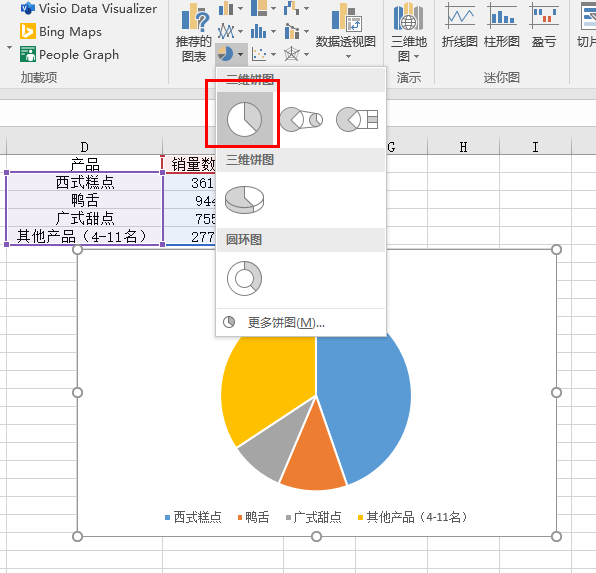 Visio Data Visualizer
Bing Maps
People Graph
加载项
推荐的
图表
数据透视图
三维地
图
演示
折线图 柱形图 盈亏
迷你图
切片
二维饼图
三维饼图
圆环图
更多饼图(M)...
D G H I
产品 销量数
西式糕点 361
鸭舌 944
广式甜点 755
其他产品（4-11名） 277
西式糕点 鸭舌 广式甜点 其他产品（4-11名）